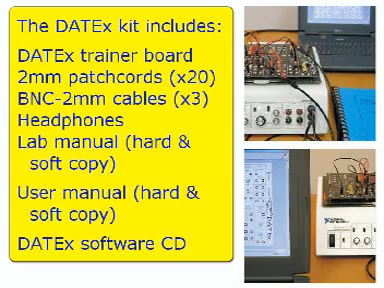 The DATEx kit includes:
DATEx trainer board
2mm patchcords (x20)
BNC-2mm cables (x3)
Headphones
Lab manual (hard &
soft copy)
User manual (hard &
soft copy)
DATEx software CD